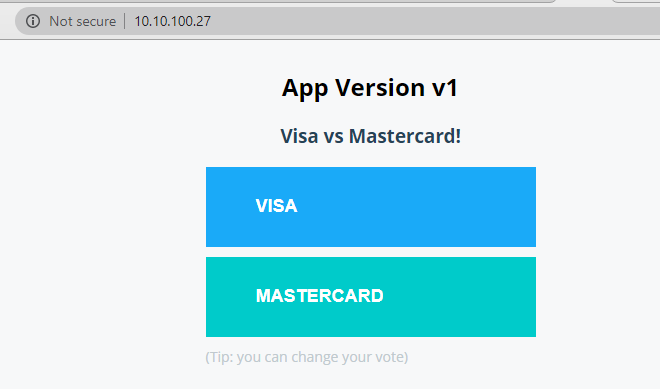 Not secure | 10.10.100.27
App Version v1
Visa vs Mastercard!
VISA
MASTERCARD
(Tip: you can change your vote)